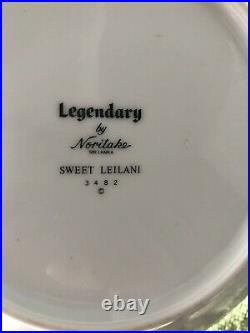 Legendary
by
Noritake
SRI LANKA
SWEET LEILANI
3482
©